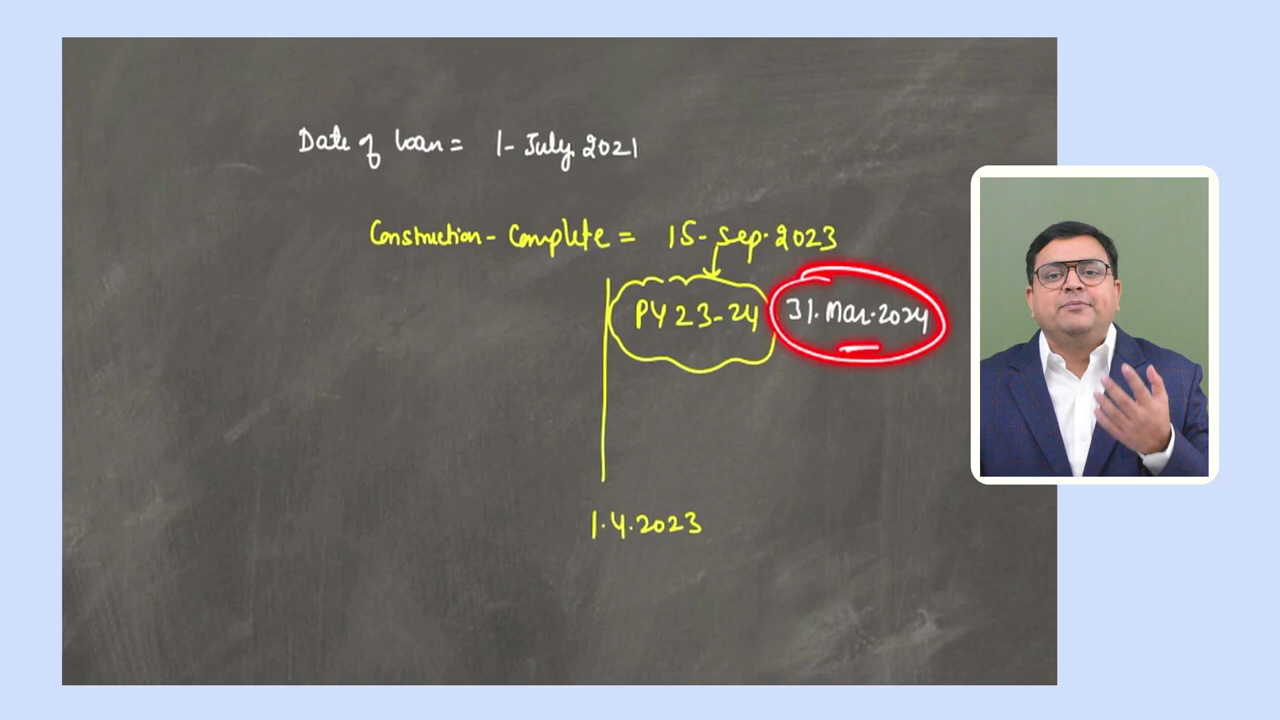 Date of loan = 1- July. 2021
Construction - Complete = 15- Sep. 2023
PY 23-24 31. Mar. 2024
1.4.2023